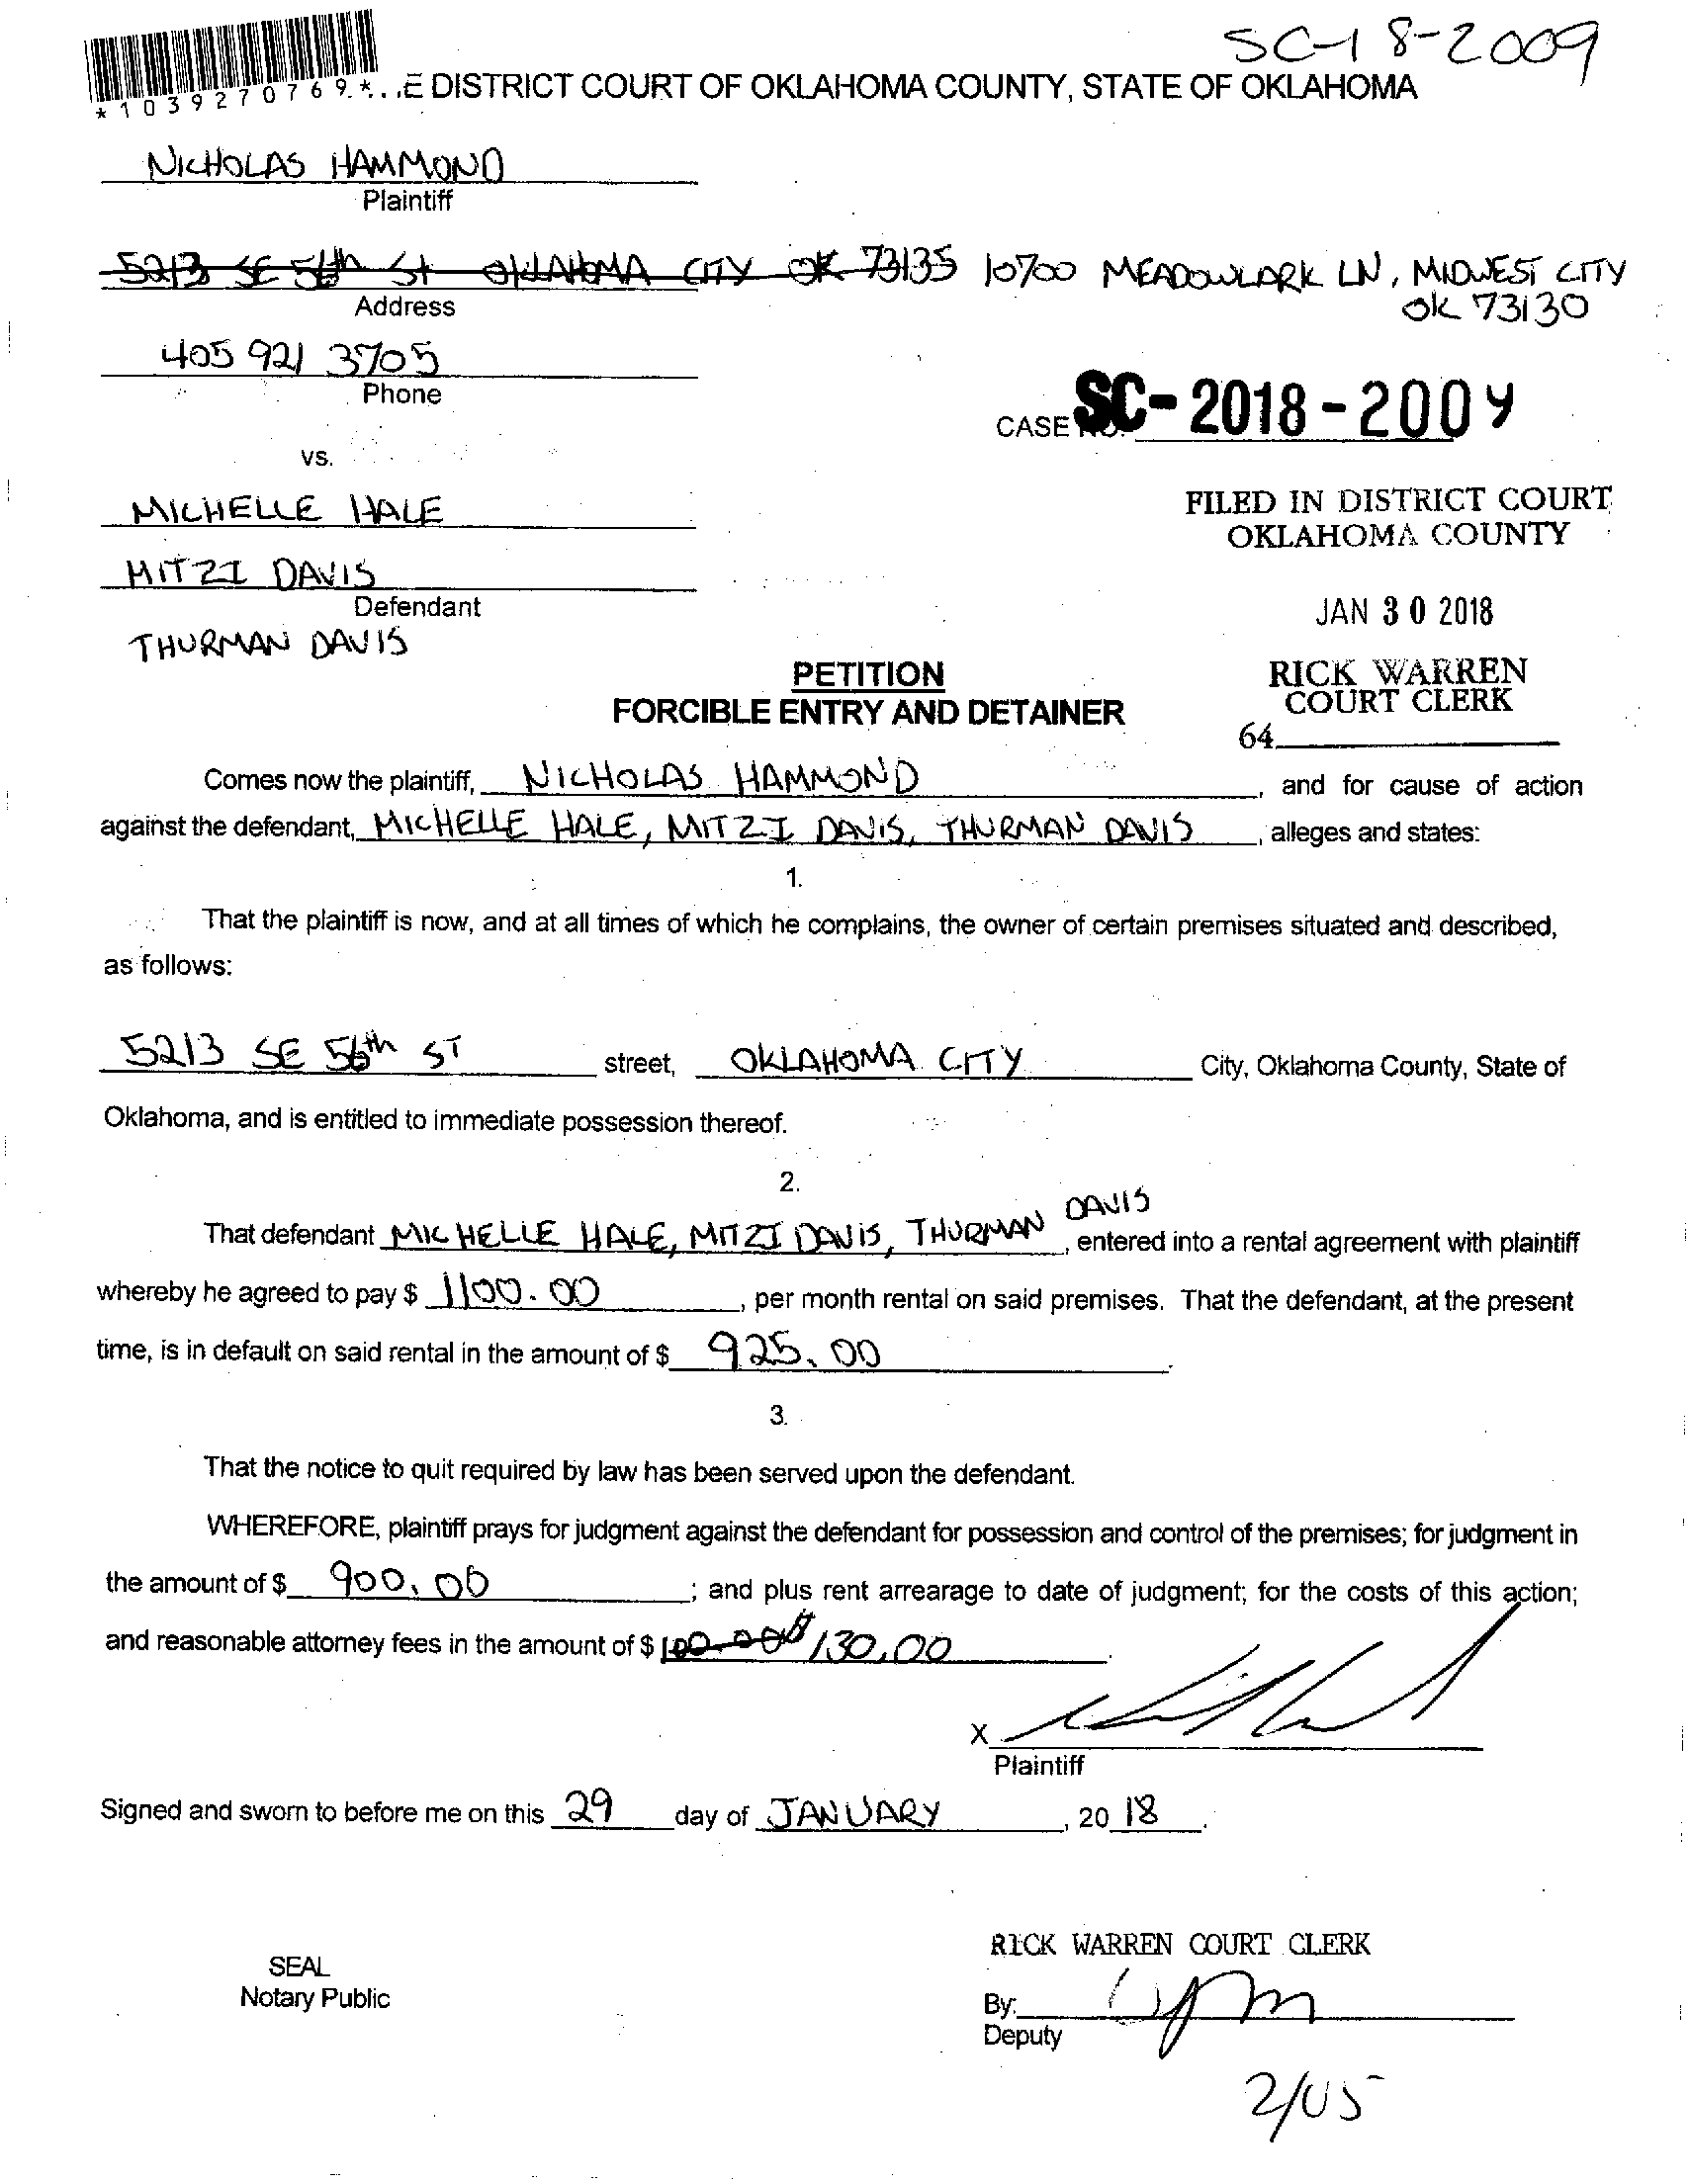 SC-18-2009
*1039270769*. .E DISTRICT COURT OF OKLAHOMA COUNTY, STATE OF OKLAHOMA
NICHOLAS HAMMOND
Plaintiff
5213 SE 56th St OKLAHOMA CITY OK 73135 10700 MEADOWLARK LN, MIDWEST CITY
OK 73130
Address
405 921 3705
Phone
CASE NO. SC-2018-2009
vs.
MICHELLE HALE
FILED IN DISTRICT COURT
OKLAHOMA COUNTY
MITZI DAVIS
Defendant
JAN 30 2018
THURMAN DAVIS
PETITION
RICK WARREN
COURT CLERK
FORCIBLE ENTRY AND DETAINER
64
Comes now the plaintiff, NICHOLAS HAMMOND, and for cause of action
against the defendant, MICHELLE HALE, MITZI DAVIS, THURMAN DAVIS, alleges and states:
1.
That the plaintiff is now, and at all times of which he complains, the owner of certain premises situated and described,
as follows:
5213 SE 56th ST street, OKLAHOMA CITY City, Oklahoma County, State of
Oklahoma, and is entitled to immediate possession thereof.
2.
That defendant MICHELLE HALE, MITZI DAVIS, THURMAN DAVIS, entered into a rental agreement with plaintiff
whereby he agreed to pay $ 1100.00, per month rental on said premises. That the defendant, at the present
time, is in default on said rental in the amount of $ 925.00.
3.
That the notice to quit required by law has been served upon the defendant.
WHEREFORE, plaintiff prays for judgment against the defendant for possession and control of the premises; for judgment in
the amount of $ 900.00; and plus rent arrearage to date of judgment; for the costs of this action;
and reasonable attorney fees in the amount of $ 100.00 130.00.
X
Plaintiff
Signed and sworn to before me on this 29 day of JANUARY, 20 18.
RICK WARREN COURT CLERK
SEAL
Notary Public
By:
Deputy